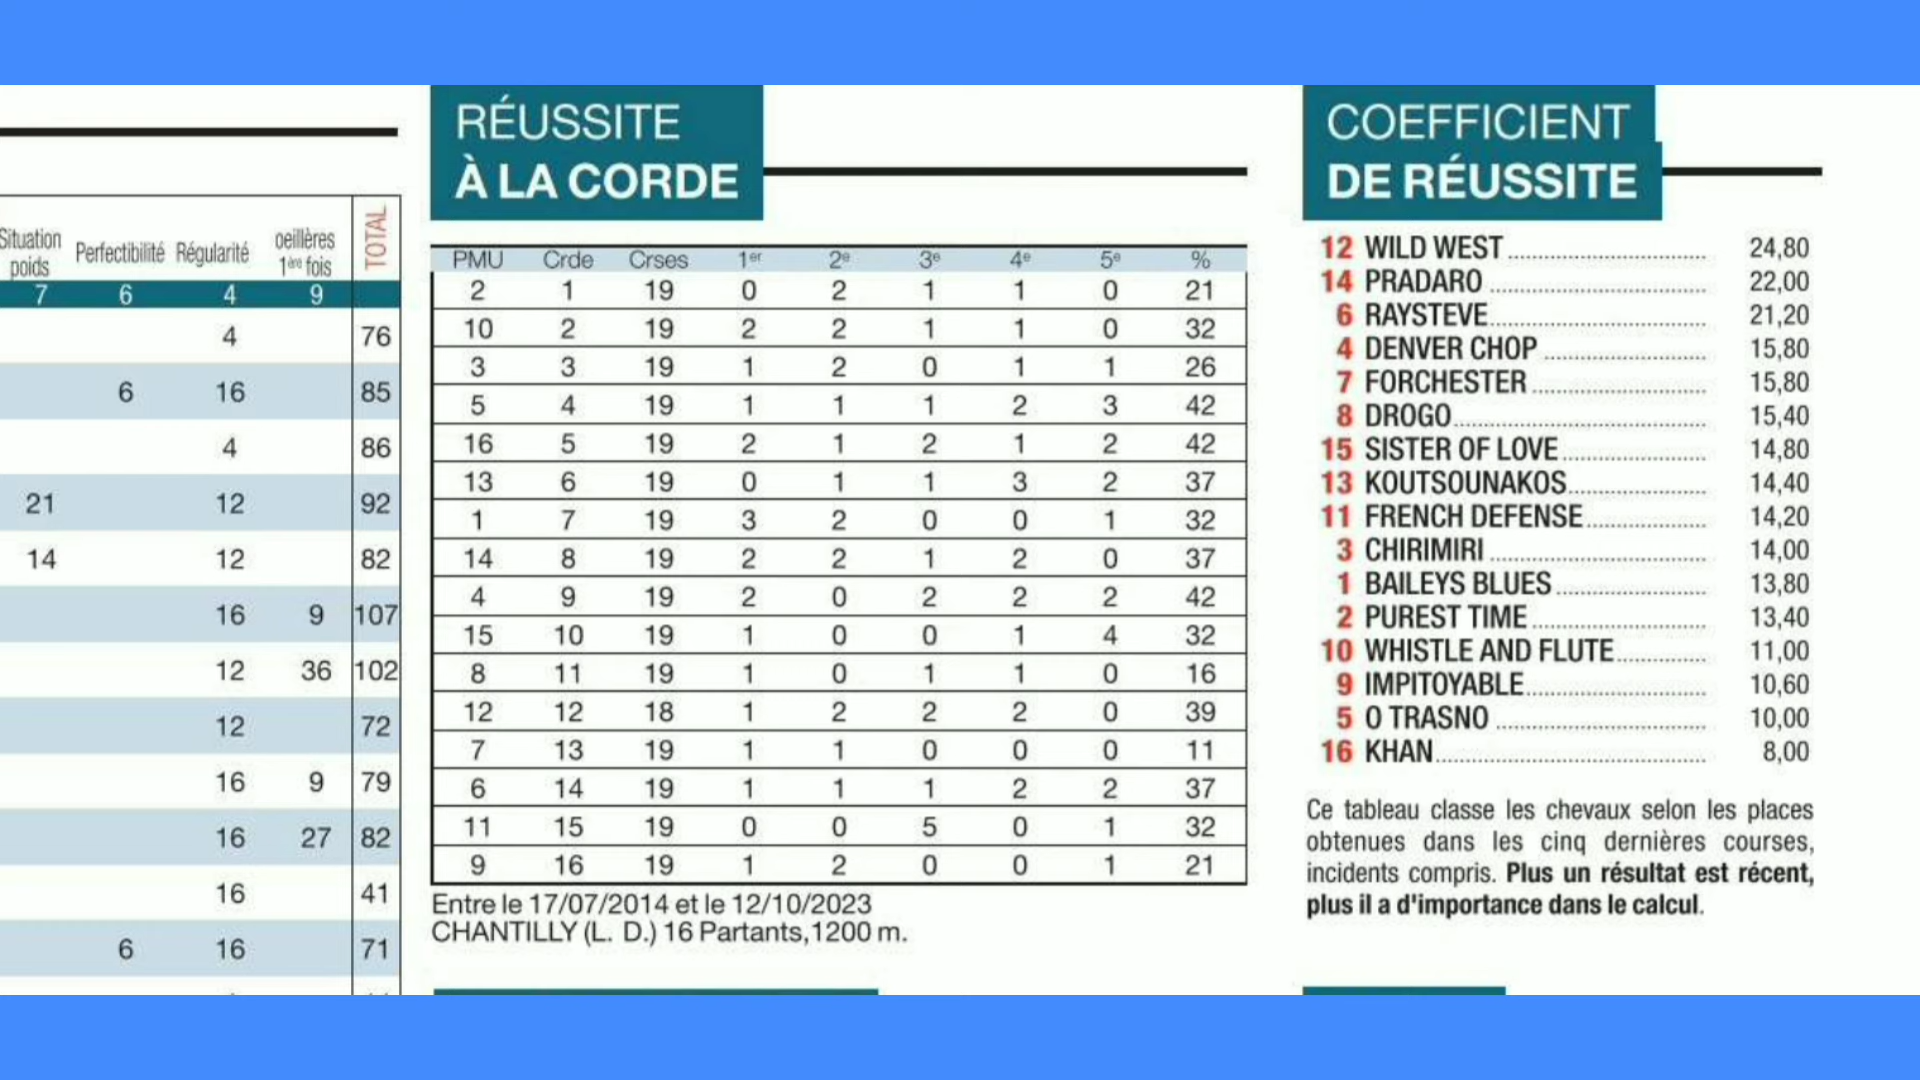 Situation poids Perfectibilité Régularité oeillères 1ère fois TOTAL
7 6 4 9
4 76
6 16 85
4 86
21 12 92
14 12 82
16 9 107
12 36 102
12 72
16 9 79
16 27 82
16 41
6 16 71
RÉUSSITE
À LA CORDE
PMU Crde Crses 1er 2e 3e 4e 5e %
2 1 19 0 2 1 1 0 21
10 2 19 2 2 1 1 0 32
3 3 19 1 2 0 1 1 26
5 4 19 1 1 1 2 3 42
16 5 19 2 1 2 1 2 42
13 6 19 0 1 1 3 2 37
1 7 19 3 2 0 0 1 32
14 8 19 2 2 1 2 0 37
4 9 19 2 0 2 2 2 42
15 10 19 1 0 0 1 4 32
8 11 19 1 0 1 1 0 16
12 12 18 1 2 2 2 0 39
7 13 19 1 1 0 0 0 11
6 14 19 1 1 1 2 2 37
11 15 19 0 0 5 0 1 32
9 16 19 1 2 0 0 1 21
Entre le 17/07/2014 et le 12/10/2023
CHANTILLY (L. D.) 16 Partants,1200 m.
COEFFICIENT
DE RÉUSSITE
12 WILD WEST 24,80
14 PRADARO 22,00
6 RAYSTEVE 21,20
4 DENVER CHOP 15,80
7 FORCHESTER 15,80
8 DROGO 15,40
15 SISTER OF LOVE 14,80
13 KOUTSOUNAKOS 14,40
11 FRENCH DEFENSE 14,20
3 CHIRIMIRI 14,00
1 BAILEYS BLUES 13,80
2 PUREST TIME 13,40
10 WHISTLE AND FLUTE 11,00
9 IMPITOYABLE 10,60
5 O TRASNO 10,00
16 KHAN 8,00
Ce tableau classe les chevaux selon les places
obtenues dans les cinq dernières courses,
incidents compris. Plus un résultat est récent,
plus il a d'importance dans le calcul.